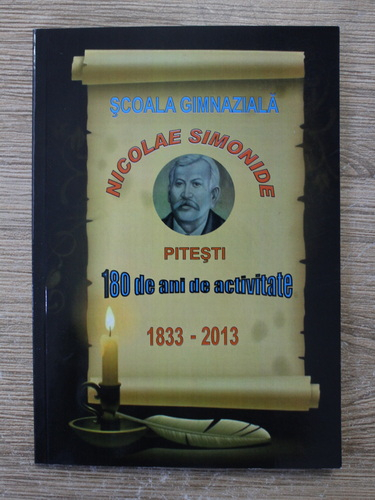 ŞCOALA GIMNAZIALĂ
NICOLAE SIMONIDE
PITEŞTI
180 de ani de activitate
1833 - 2013